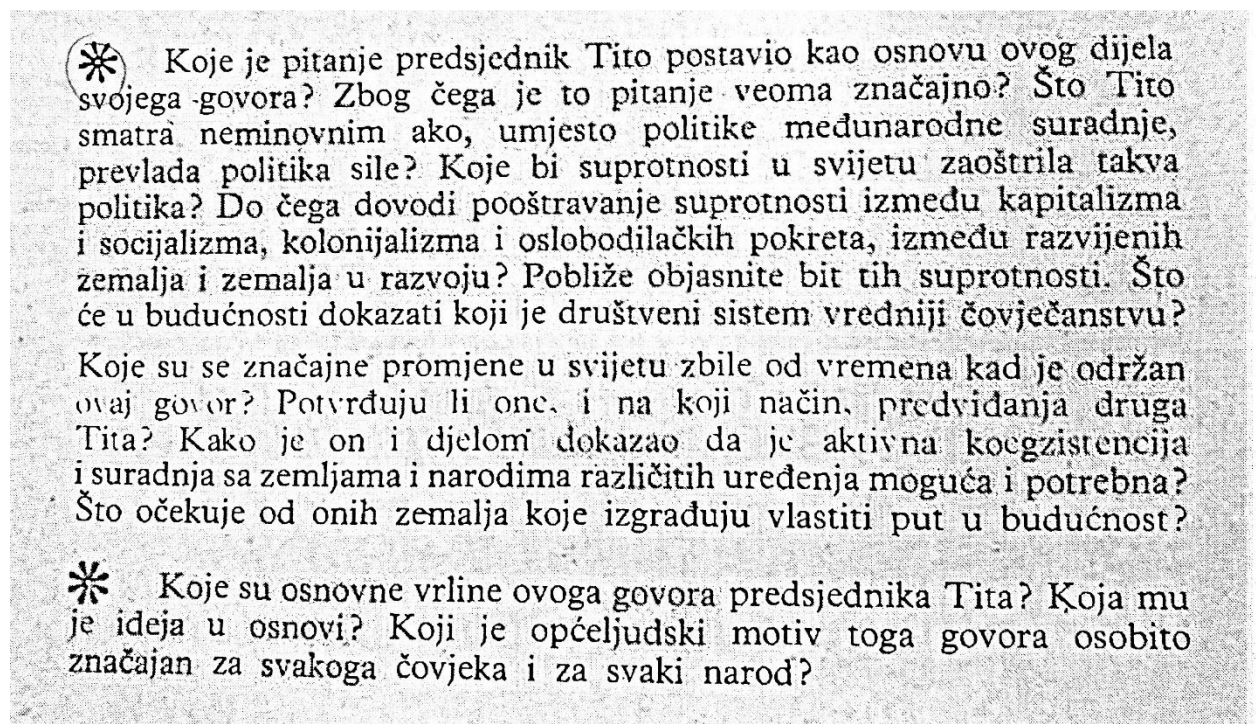 * Koje je pitanje predsjednik Tito postavio kao osnovu ovog dijela
svojega govora? Zbog čega je to pitanje veoma značajno? Što Tito
smatra neminovnim ako, umjesto politike međunarodne suradnje,
prevlada politika sile? Koje bi suprotnosti u svijetu zaoštrila takva
politika? Do čega dovodi pooštravanje suprotnosti između kapitalizma
i socijalizma, kolonijalizma i oslobodilačkih pokreta, između razvijenih
zemalja i zemalja u razvoju? Pobliže objasnite bit tih suprotnosti. Što
će u budućnosti dokazati koji je društveni sistem vredniji čovječanstvu?
Koje su se značajne promjene u svijetu zbile od vremena kad je održan
ovaj govor? Potvrđuju li one, i na koji način, predviđanja druga
Tita? Kako je on i djelom dokazao da je aktivna koegzistencija
i suradnja sa zemljama i narodima različitih uređenja moguća i potrebna?
Što očekuje od onih zemalja koje izgrađuju vlastiti put u budućnost?
* Koje su osnovne vrline ovoga govora predsjednika Tita? Koja mu
je ideja u osnovi? Koji je općeljudski motiv toga govora osobito
značajan za svakoga čovjeka i za svaki narod?